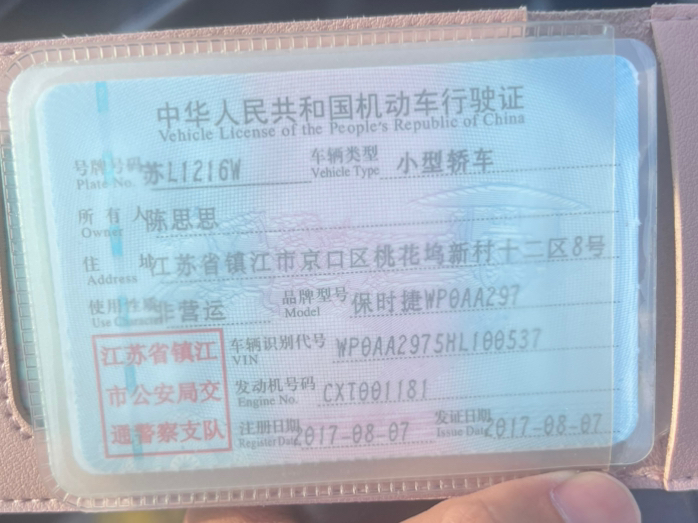 中华人民共和国机动车行驶证
Vehicle License of the People's Republic of China
号牌号码 苏L1216W 车辆类型 小型轿车
Plate No. Vehicle Type
所有人 陈思思
Owner
住址 江苏省镇江市京口区桃花坞新村十二区8号
Address
使用性质 非营运 品牌型号 保时捷WP0AA297
Use Character Model
江苏省镇江
市公安局交
通警察支队
车辆识别代号 WP0AA297SHL100537
VIN
发动机号码 CXT001181
Engine No.
注册日期 2017-08-07 发证日期 2017-08-07
Register Date Issue Date